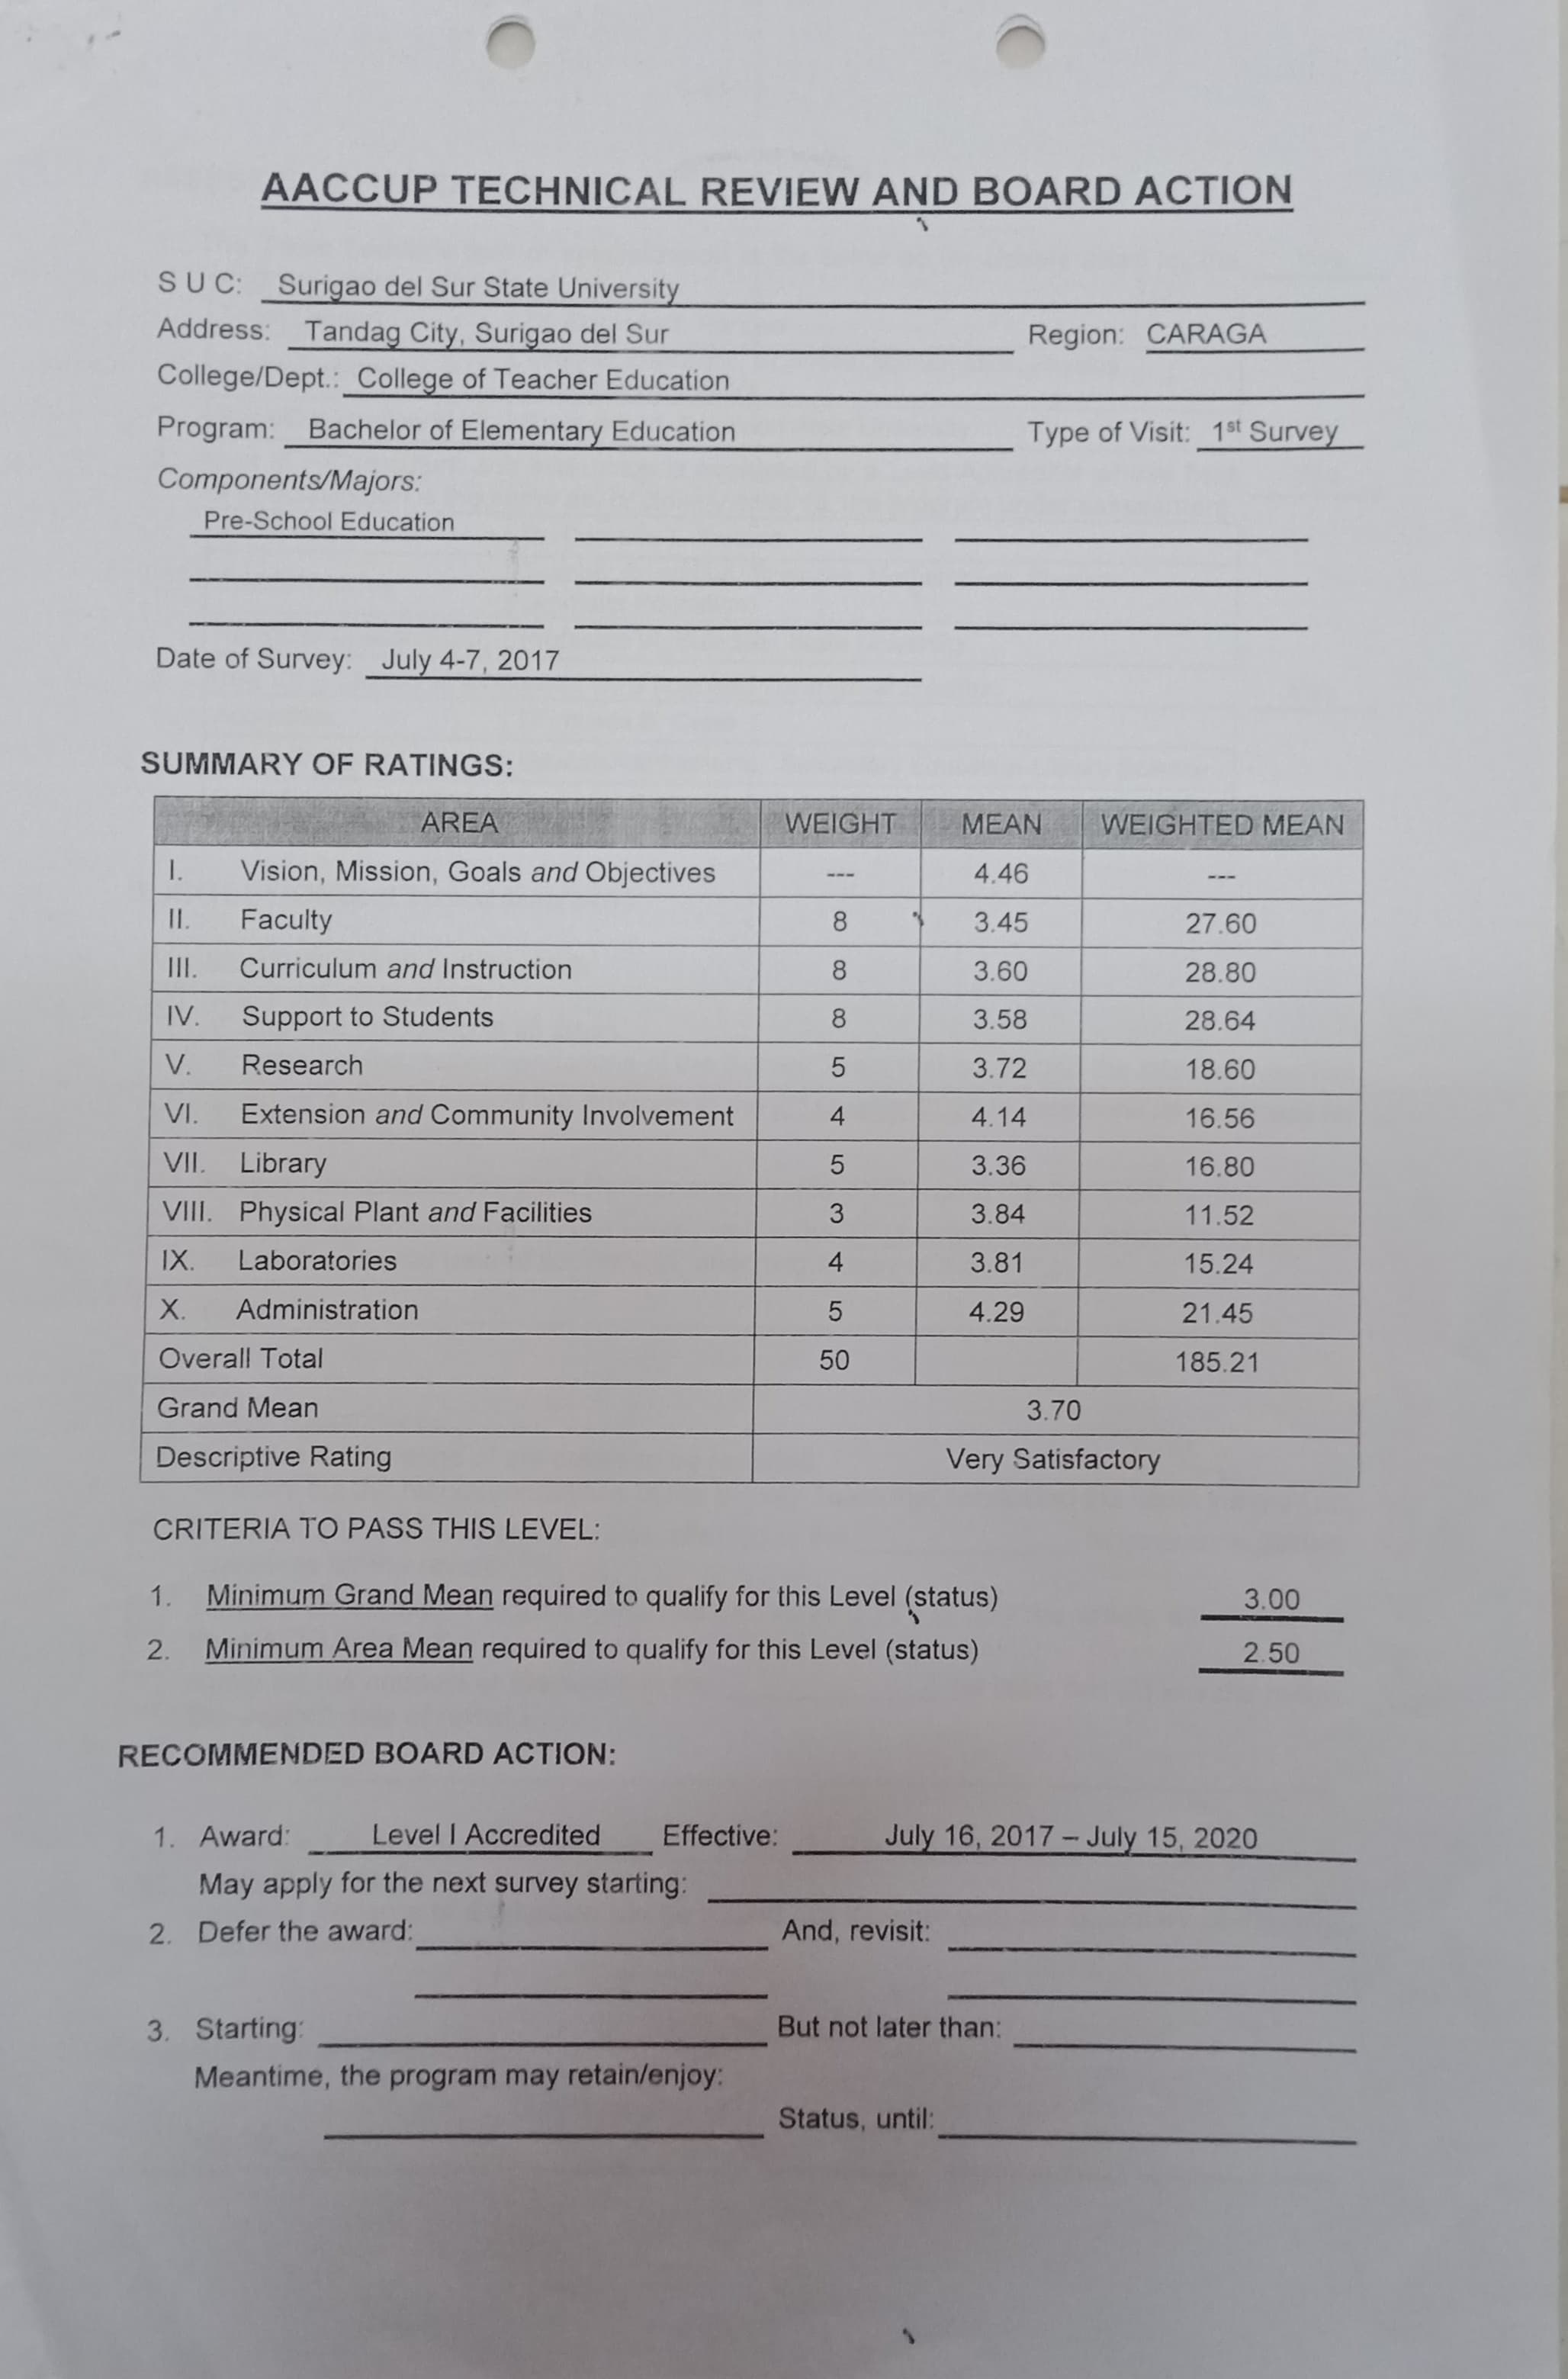 AACCUP TECHNICAL REVIEW AND BOARD ACTION
S U C: Surigao del Sur State University
Address: Tandag City, Surigao del Sur Region: CARAGA
College/Dept.: College of Teacher Education
Program: Bachelor of Elementary Education Type of Visit: 1st Survey
Components/Majors:
Pre-School Education
Date of Survey: July 4-7, 2017
SUMMARY OF RATINGS:
AREA WEIGHT MEAN WEIGHTED MEAN
I. Vision, Mission, Goals and Objectives --- 4.46 ---
II. Faculty 8 3.45 27.60
III. Curriculum and Instruction 8 3.60 28.80
IV. Support to Students 8 3.58 28.64
V. Research 5 3.72 18.60
VI. Extension and Community Involvement 4 4.14 16.56
VII. Library 5 3.36 16.80
VIII. Physical Plant and Facilities 3 3.84 11.52
IX. Laboratories 4 3.81 15.24
X. Administration 5 4.29 21.45
Overall Total 50 185.21
Grand Mean 3.70
Descriptive Rating Very Satisfactory
CRITERIA TO PASS THIS LEVEL:
1. Minimum Grand Mean required to qualify for this Level (status) 3.00
2. Minimum Area Mean required to qualify for this Level (status) 2.50
RECOMMENDED BOARD ACTION:
1. Award: Level I Accredited Effective: July 16, 2017 – July 15, 2020
May apply for the next survey starting:
2. Defer the award: And, revisit:
3. Starting: But not later than:
Meantime, the program may retain/enjoy:
Status, until: